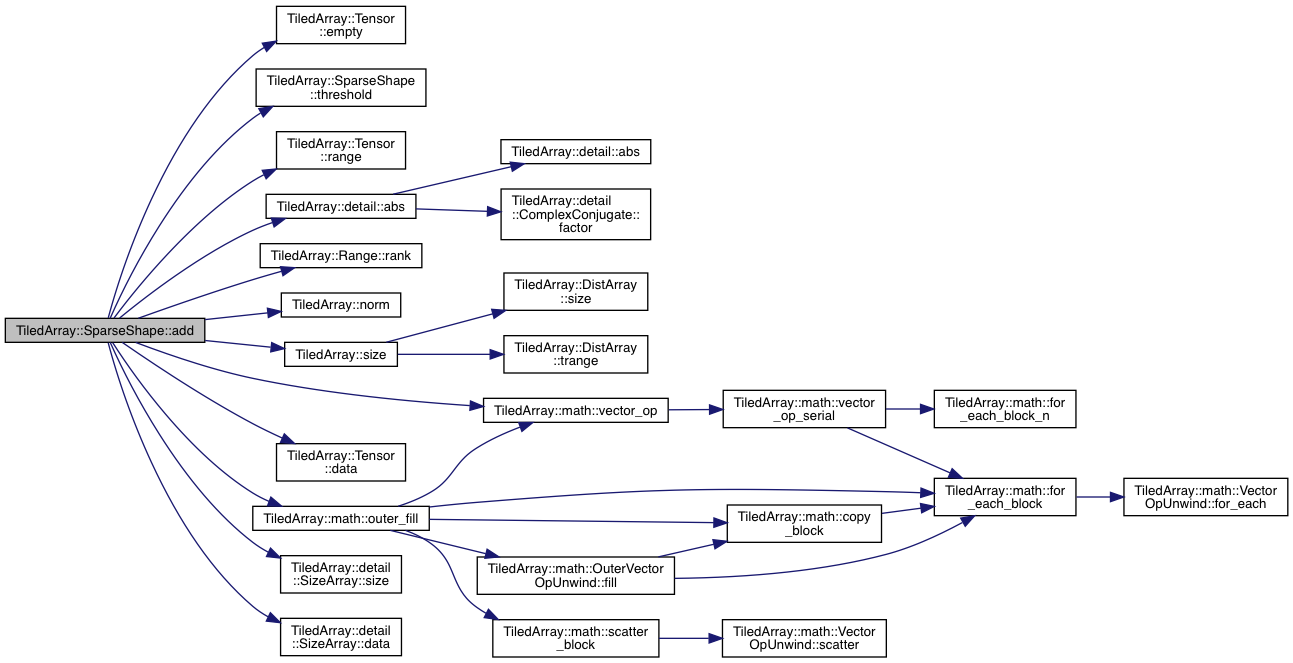 TiledArray::Tensor
::empty
TiledArray::SparseShape
::threshold
TiledArray::Tensor
::range
TiledArray::detail::abs
TiledArray::detail::abs
TiledArray::detail
::ComplexConjugate::
factor
TiledArray::Range::rank
TiledArray::norm
TiledArray::SparseShape::add
TiledArray::size
TiledArray::DistArray
::size
TiledArray::DistArray
::trange
TiledArray::math::vector_op
TiledArray::math::vector
_op_serial
TiledArray::math::for
_each_block_n
TiledArray::Tensor
::data
TiledArray::math::outer_fill
TiledArray::math::copy
_block
TiledArray::math::for
_each_block
TiledArray::math::Vector
OpUnwind::for_each
TiledArray::detail
::SizeArray::size
TiledArray::math::OuterVector
OpUnwind::fill
TiledArray::detail
::SizeArray::data
TiledArray::math::scatter
_block
TiledArray::math::Vector
OpUnwind::scatter